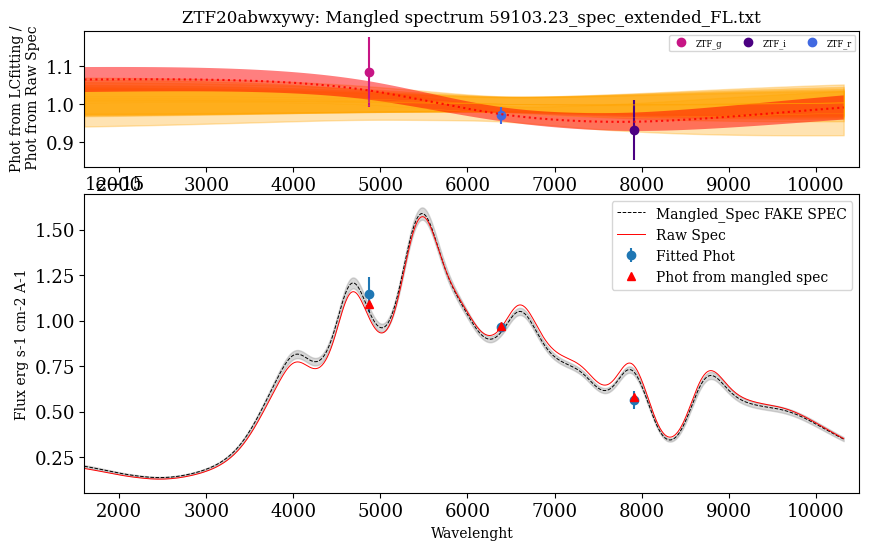 ZTF20abwxywy: Mangled spectrum 59103.23_spec_extended_FL.txt
Phot from LCfitting /
Phot from Raw Spec
1.1
1.0
0.9
ZTF_g
ZTF_i
ZTF_r
2000 3000 4000 5000 6000 7000 8000 9000 10000
1e−15
Flux erg s-1 cm-2 A-1
1.50
1.25
1.00
0.75
0.50
0.25
Mangled_Spec FAKE SPEC
Raw Spec
Fitted Phot
Phot from mangled spec
2000 3000 4000 5000 6000 7000 8000 9000 10000
Wavelenght